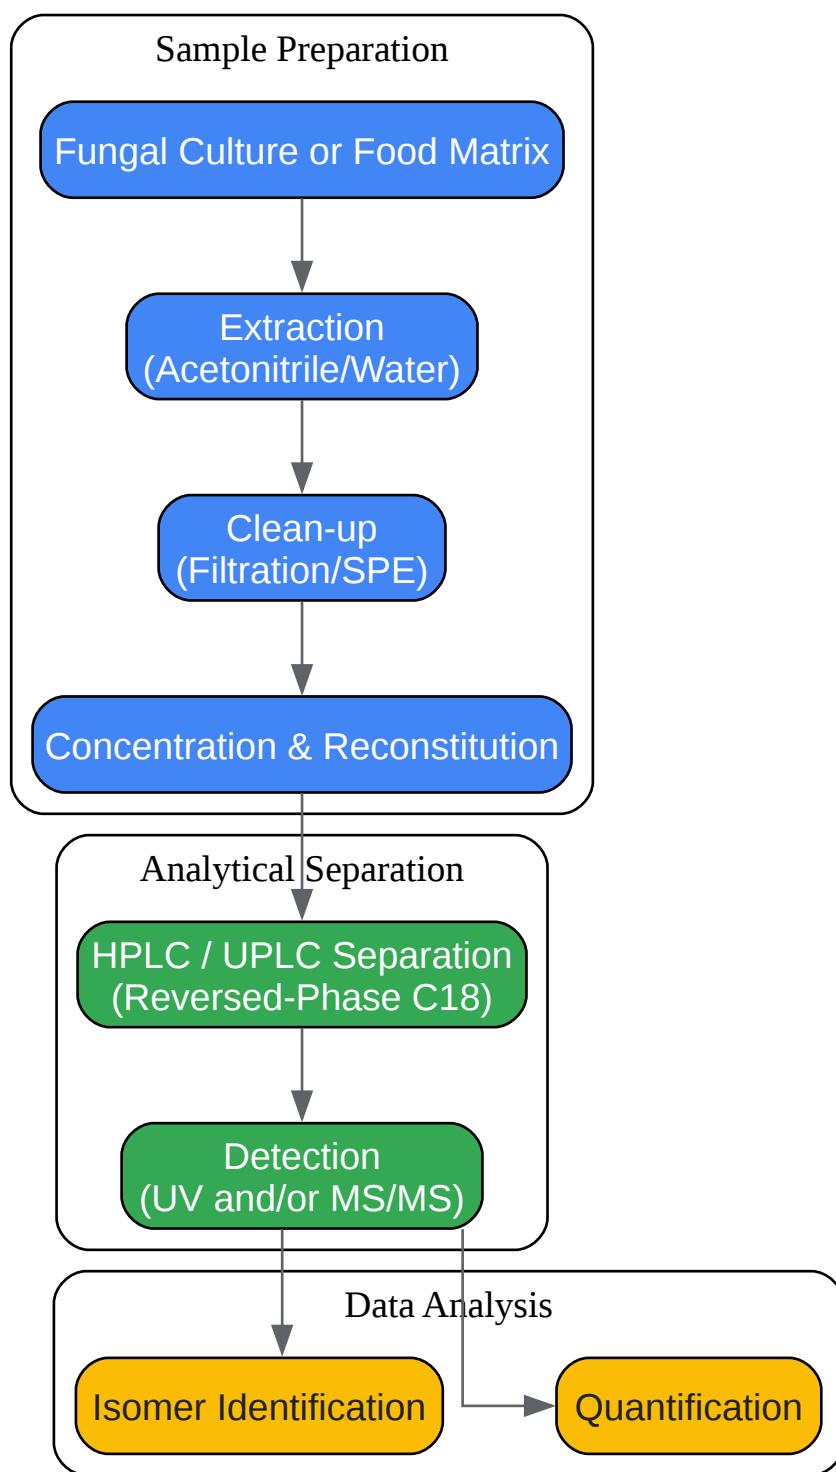 Sample Preparation
Fungal Culture or Food Matrix
Extraction
(Acetonitrile/Water)
Clean-up
(Filtration/SPE)
Concentration & Reconstitution
Analytical Separation
HPLC / UPLC Separation
(Reversed-Phase C18)
Detection
(UV and/or MS/MS)
Data Analysis
Isomer Identification
Quantification